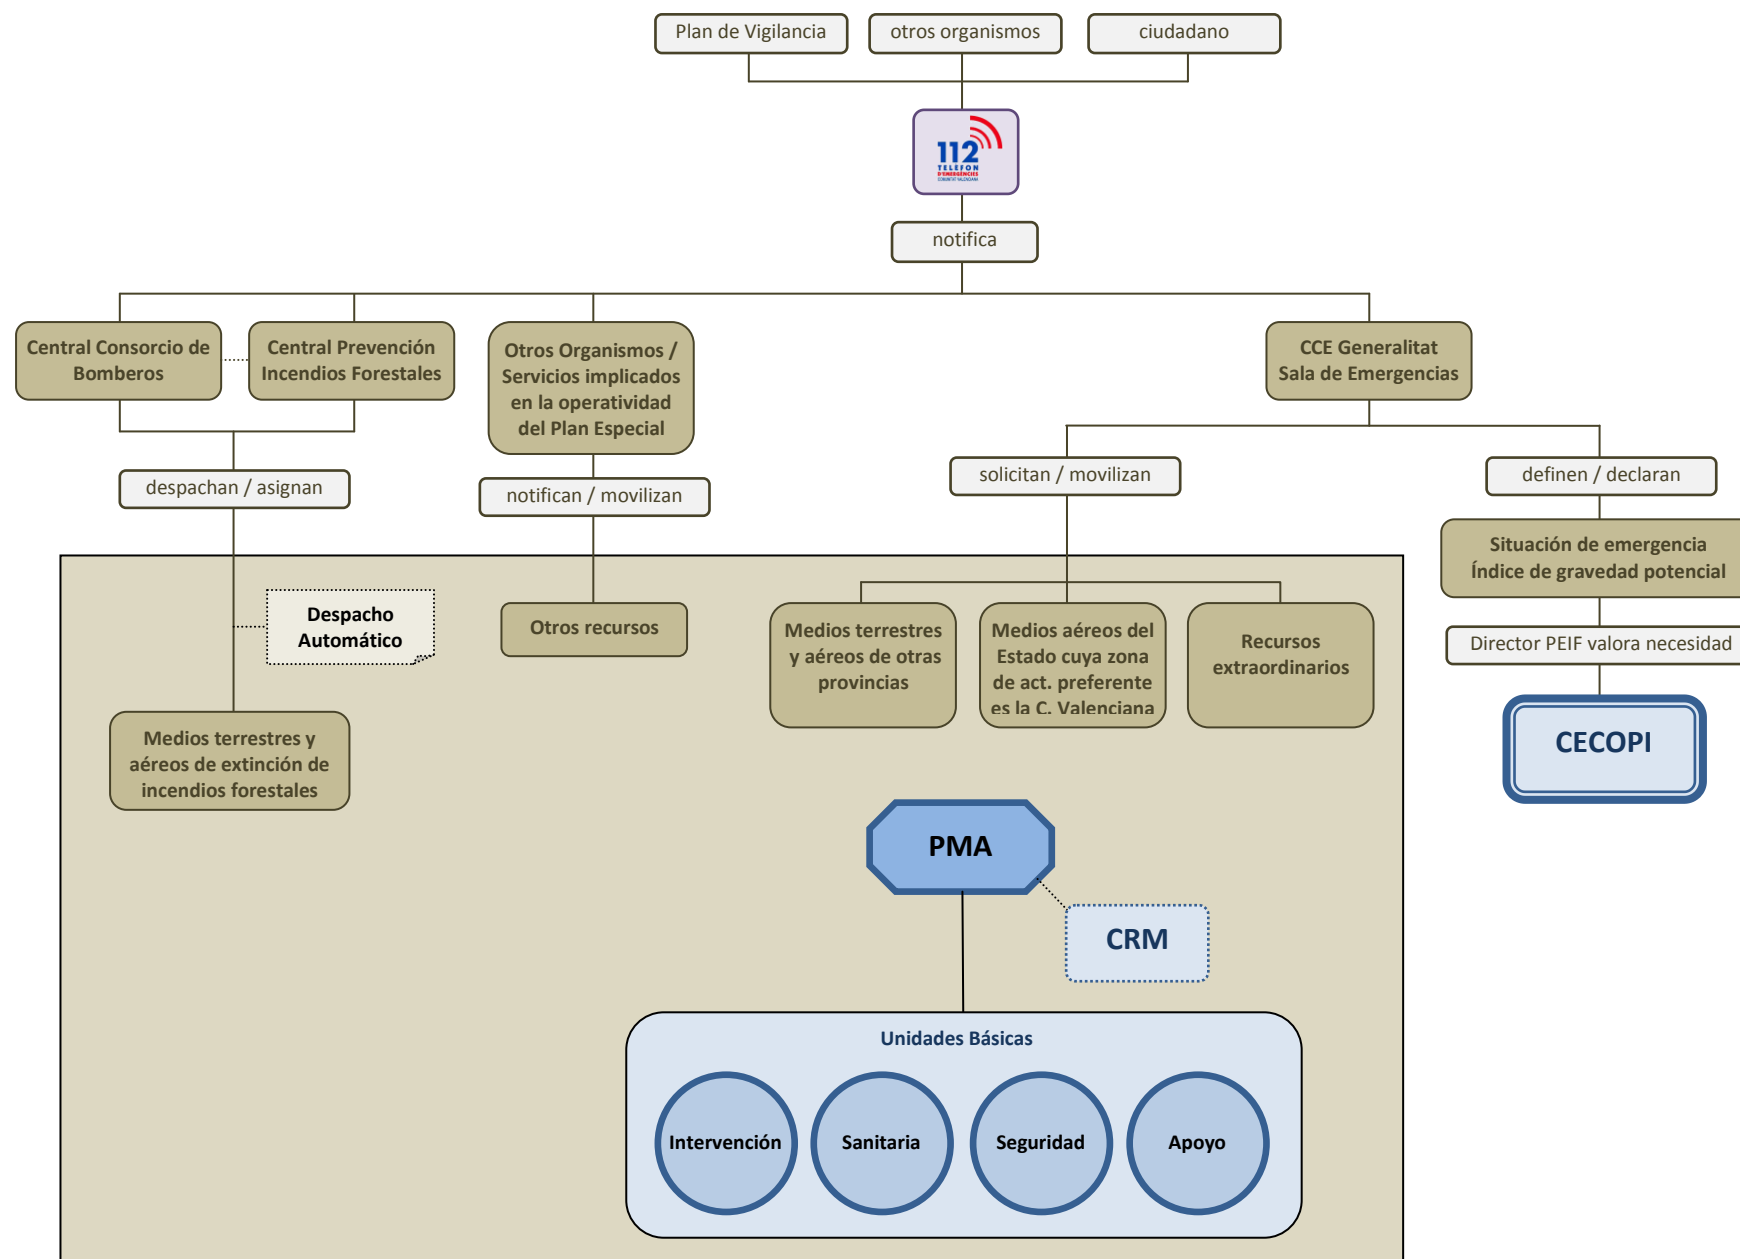 Plan de Vigilancia
otros organismos
ciudadano
112
TELEFON
D'EMERGÈNCIES
COMUNITAT VALENCIANA
notifica
Central Consorcio de
Bomberos
Central Prevención
Incendios Forestales
Otros Organismos /
Servicios implicados
en la operatividad
del Plan Especial
CCE Generalitat
Sala de Emergencias
despachan / asignan
notifican / movilizan
solicitan / movilizan
definen / declaran
Situación de emergencia
Índice de gravedad potencial
Despacho
Automático
Otros recursos
Medios terrestres
y aéreos de otras
provincias
Medios aéreos del
Estado cuya zona
de act. preferente
es la C. Valenciana
Recursos
extraordinarios
Director PEIF valora necesidad
CECOPI
Medios terrestres y
aéreos de extinción de
incendios forestales
PMA
CRM
Unidades Básicas
Intervención
Sanitaria
Seguridad
Apoyo